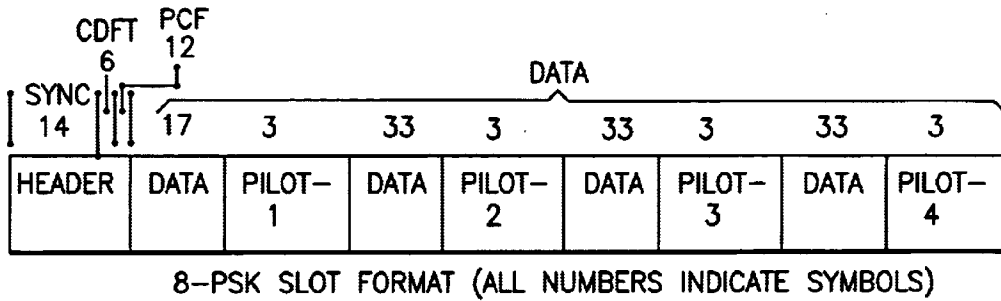 CDFT
6
PCF
12
DATA
SYNC
14
17 3 33 3 33 3 33 3
HEADER DATA PILOT-1 DATA PILOT-2 DATA PILOT-3 DATA PILOT-4
8-PSK SLOT FORMAT (ALL NUMBERS INDICATE SYMBOLS)